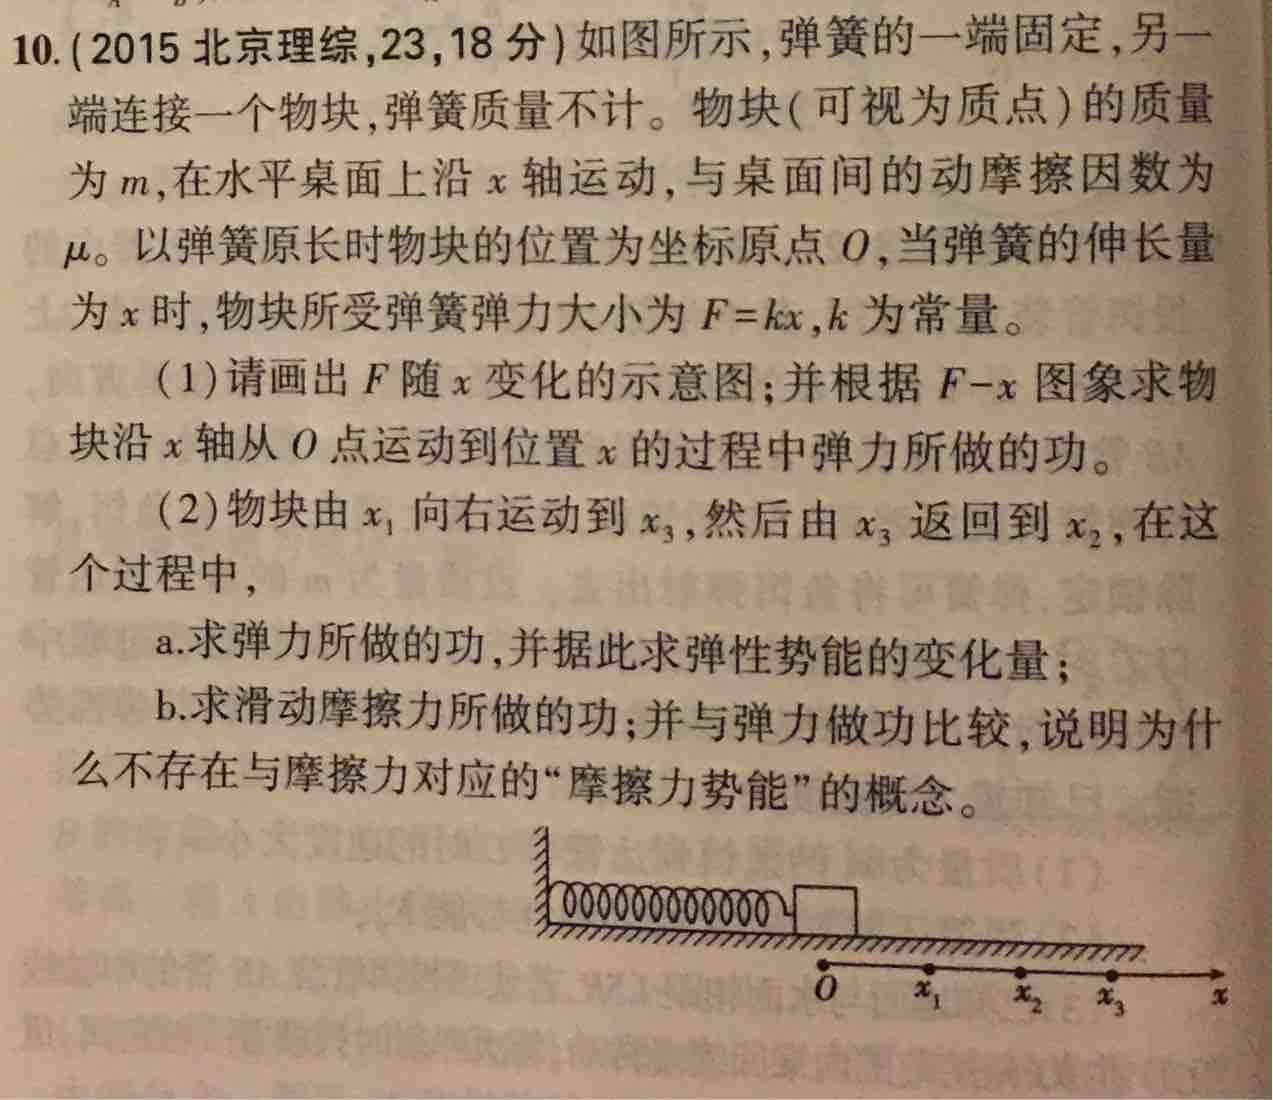 10.(2015 北京理综,23,18 分)如图所示,弹簧的一端固定,另一
端连接一个物块,弹簧质量不计。物块(可视为质点)的质量
为 m,在水平桌面上沿 x 轴运动,与桌面间的动摩擦因数为
μ。以弹簧原长时物块的位置为坐标原点 O,当弹簧的伸长量
为 x 时,物块所受弹簧弹力大小为 F=kx,k 为常量。
(1)请画出 F 随 x 变化的示意图;并根据 F-x 图象求物
块沿 x 轴从 O 点运动到位置 x 的过程中弹力所做的功。
(2)物块由 x₁ 向右运动到 x₃,然后由 x₃ 返回到 x₂,在这
个过程中,
a.求弹力所做的功,并据此求弹性势能的变化量;
b.求滑动摩擦力所做的功;并与弹力做功比较,说明为什
么不存在与摩擦力对应的“摩擦力势能”的概念。
O x₁ x₂ x₃ x